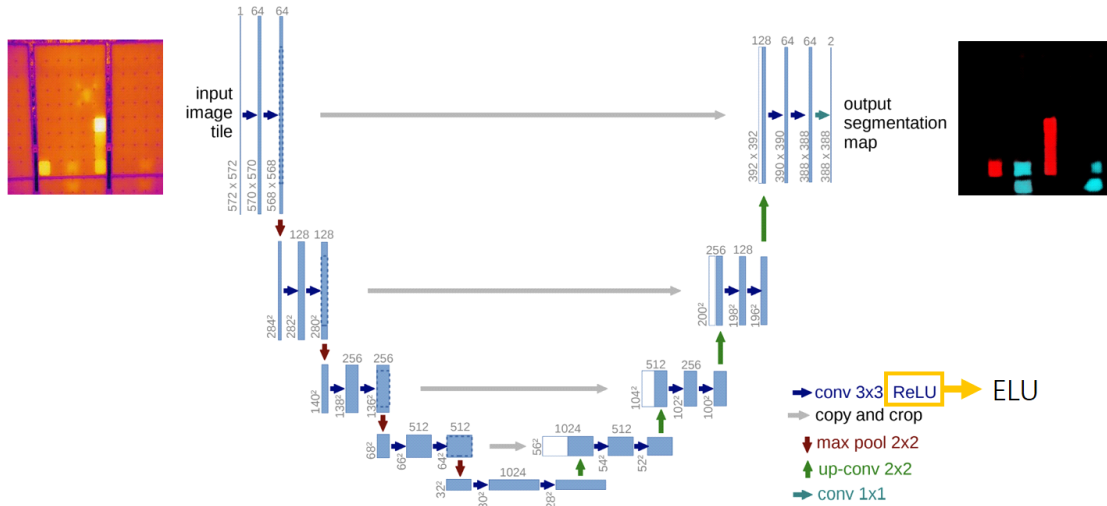 1 64 64
input
image
tile
572 x 572
570 x 570
568 x 568
128 64 64 2
392 x 392
390 x 390
388 x 388
388 x 388
output
segmentation
map
128 128
284²
282²
280²
256 128
200²
198²
196²
256 256
140²
138²
136²
512 256
104²
102²
100²
512 512
68²
66²
64²
1024 512
56²
54²
52²
1024
32²
30²
28²
conv 3x3 ReLU ELU
copy and crop
max pool 2x2
up-conv 2x2
conv 1x1